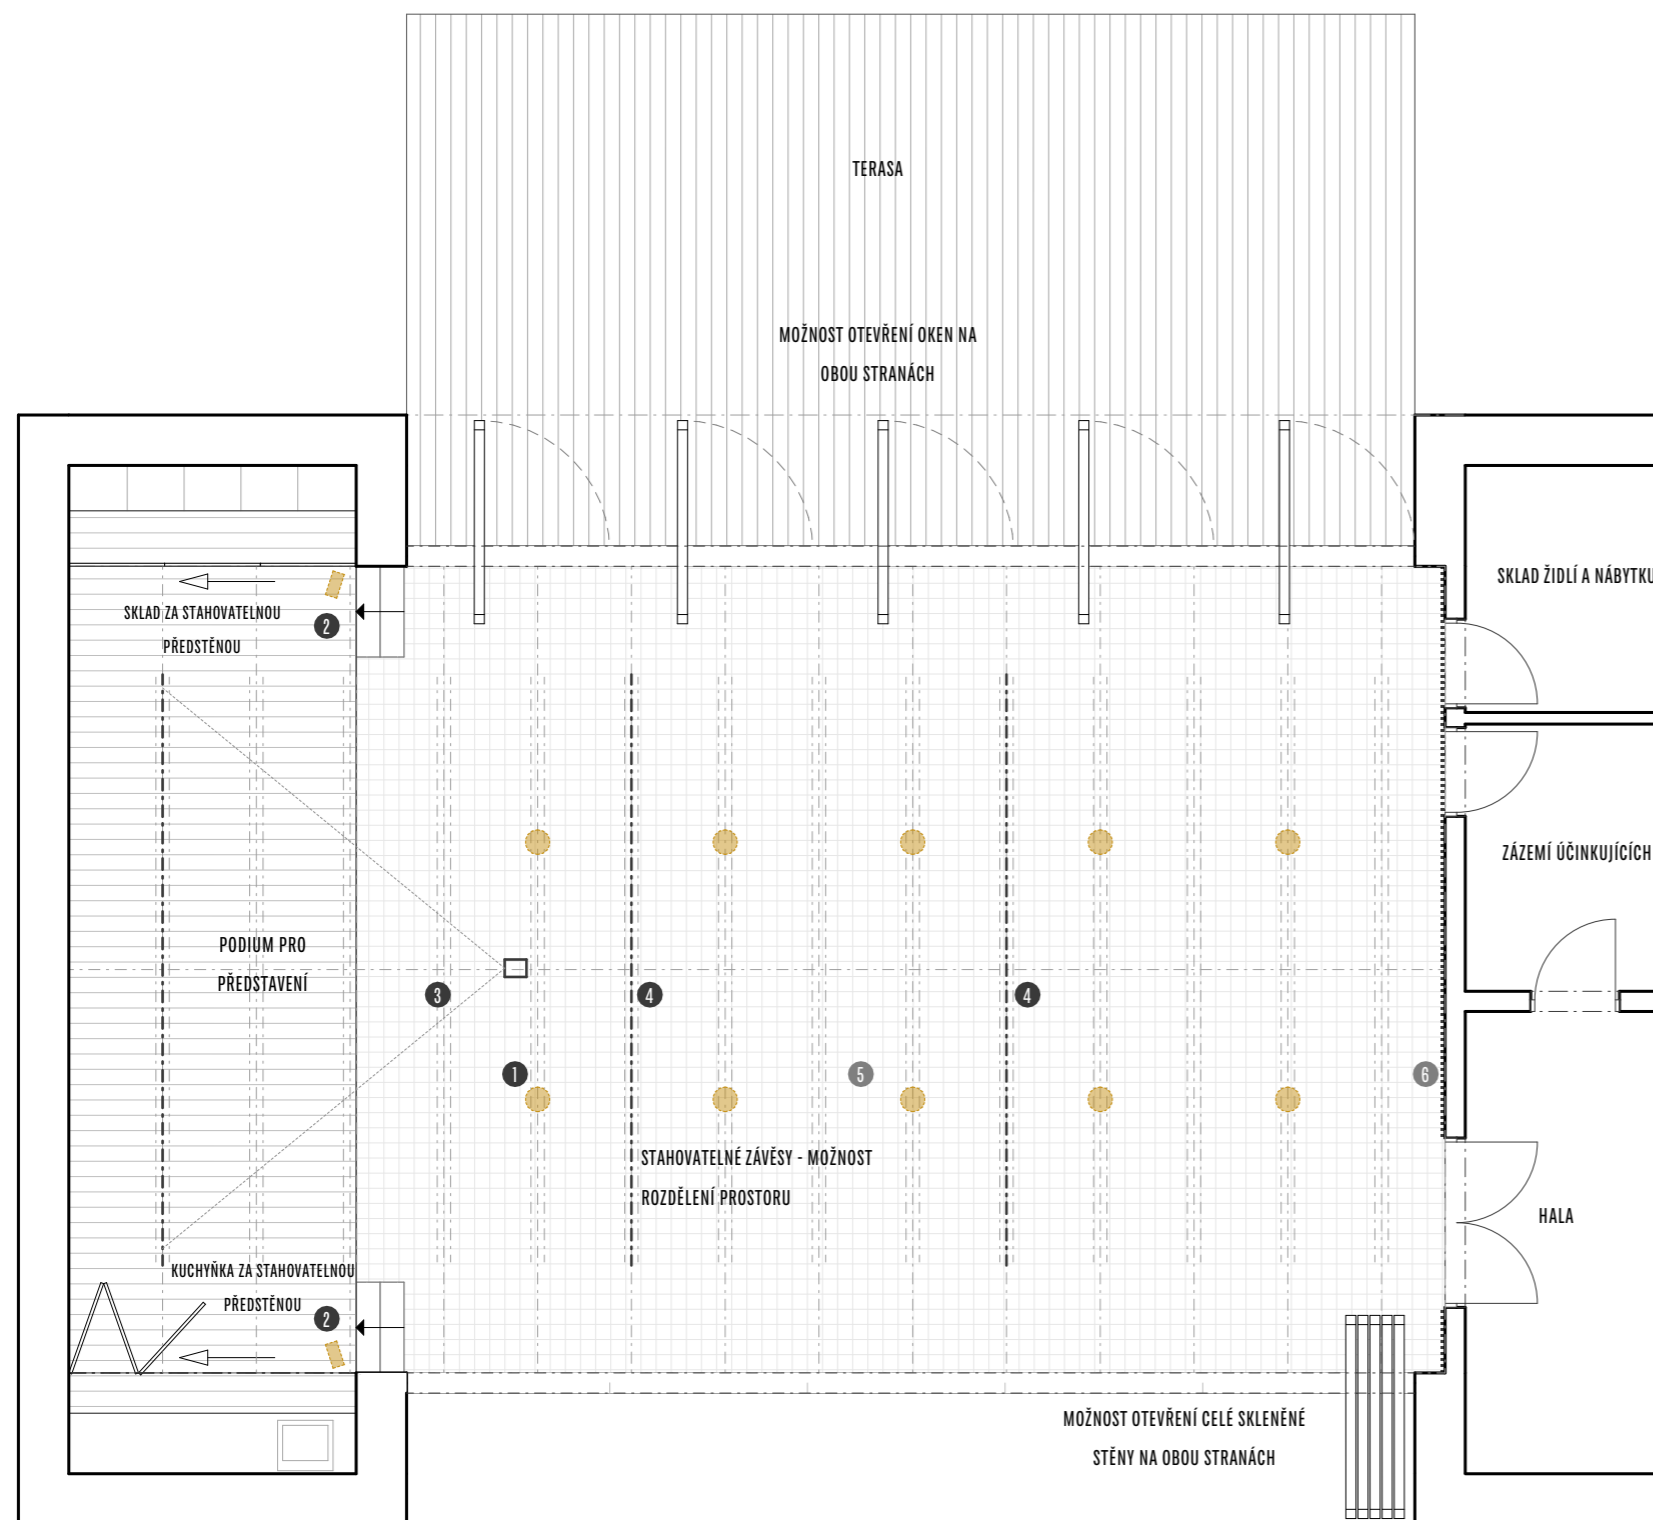 TERASA
MOŽNOST OTEVŘENÍ OKEN NA
OBOU STRANÁCH
SKLAD ŽIDLÍ A NÁBYTKU
SKLAD ZA STAHOVATELNOU
PŘEDSTĚNOU
2
ZÁZEMÍ ÚČINKUJÍCÍCH
PODIUM PRO
PŘEDSTAVENÍ
3
4
4
1
5
6
STAHOVATELNÉ ZÁVĚSY - MOŽNOST
ROZDĚLENÍ PROSTORU
HALA
KUCHYŇKA ZA STAHOVATELNOU
PŘEDSTĚNOU
2
MOŽNOST OTEVŘENÍ CELÉ SKLENĚNÉ
STĚNY NA OBOU STRANÁCH